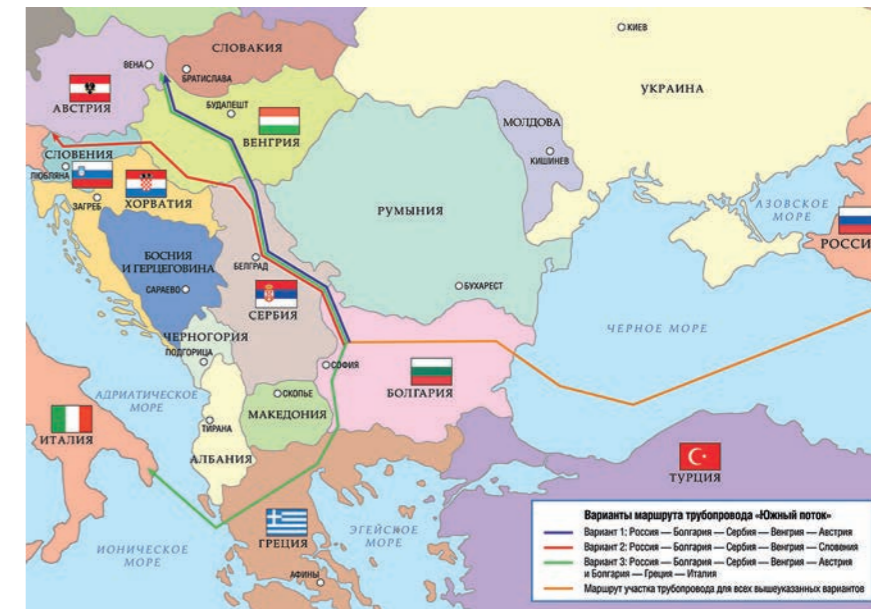 КИЕВ
СЛОВАКИЯ
ВЕНА
БРАТИСЛАВА
УКРАИНА
АВСТРИЯ
БУДАПЕШТ
ВЕНГРИЯ
МОЛДОВА
КИШИНЕВ
СЛОВЕНИЯ
ЛЮБЛЯНА
ЗАГРЕБ
ХОРВАТИЯ
РУМЫНИЯ
АЗОВСКОЕ
МОРЕ
РОССИ
БОСНИЯ
И ГЕРЦЕГОВИНА
САРАЕВО
БЕЛГРАД
СЕРБИЯ
БУХАРЕСТ
ЧЕРНОЕ МОРЕ
ЧЕРНОГОРИЯ
ПОДГОРИЦА
СОФИЯ
БОЛГАРИЯ
АДРИАТИЧЕСКОЕ
МОРЕ
СКОПЬЕ
МАКЕДОНИЯ
ИТАЛИЯ
ТИРАНА
АЛБАНИЯ
ТУРЦИЯ
ИОНИЧЕСКОЕ
МОРЕ
ГРЕЦИЯ
ЭГЕЙСКОЕ
МОРЕ
АФИНЫ
Варианты маршрута трубопровода «Южный поток»
Вариант 1: Россия — Болгария — Сербия — Венгрия — Австрия
Вариант 2: Россия — Болгария — Сербия — Венгрия — Словения
Вариант 3: Россия — Болгария — Сербия — Венгрия — Австрия
и Болгария — Греция — Италия
Маршрут участка трубопровода для всех вышеуказанных вариантов